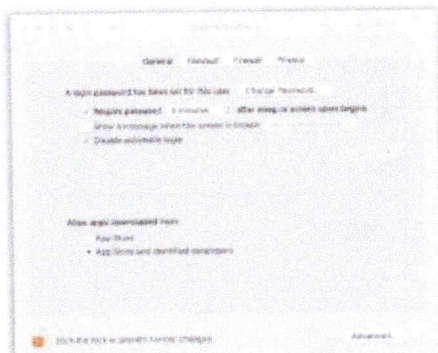 General FileVault Firewall Privacy
A login password has been set for this user Change Password...
Require password 5 minutes after sleep or screen saver begins
Show a message when the screen is locked
Disable automatic login
Allow apps downloaded from:
App Store
App Store and identified developers
Click the lock to prevent further changes.
Advanced...